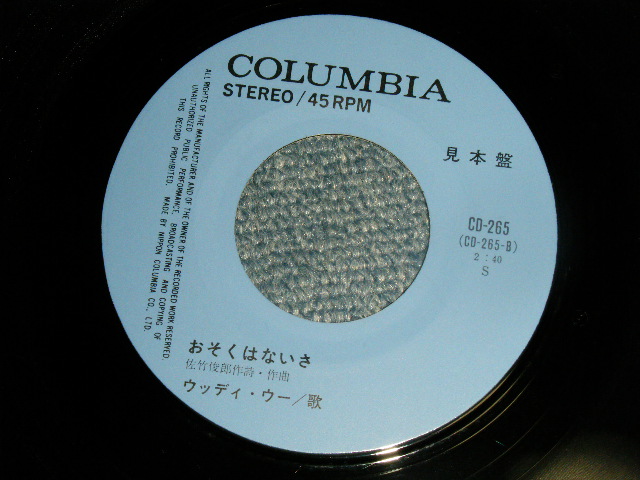 COLUMBIA
STEREO/45RPM
見本盤
CD-265
(CD-265-B)
2:40
S
ALL RIGHTS OF THE MANUFACTURER AND OF THE OWNER OF THE RECORDED WORK RESERVED.
UNAUTHORIZED PUBLIC PERFORMANCE, BROADCASTING AND COPYING OF
THIS RECORD PROHIBITED. MADE BY NIPPON COLUMBIA CO., LTD.
おそくはないさ
佐竹俊郎作詩・作曲
ウッディ・ウー/歌